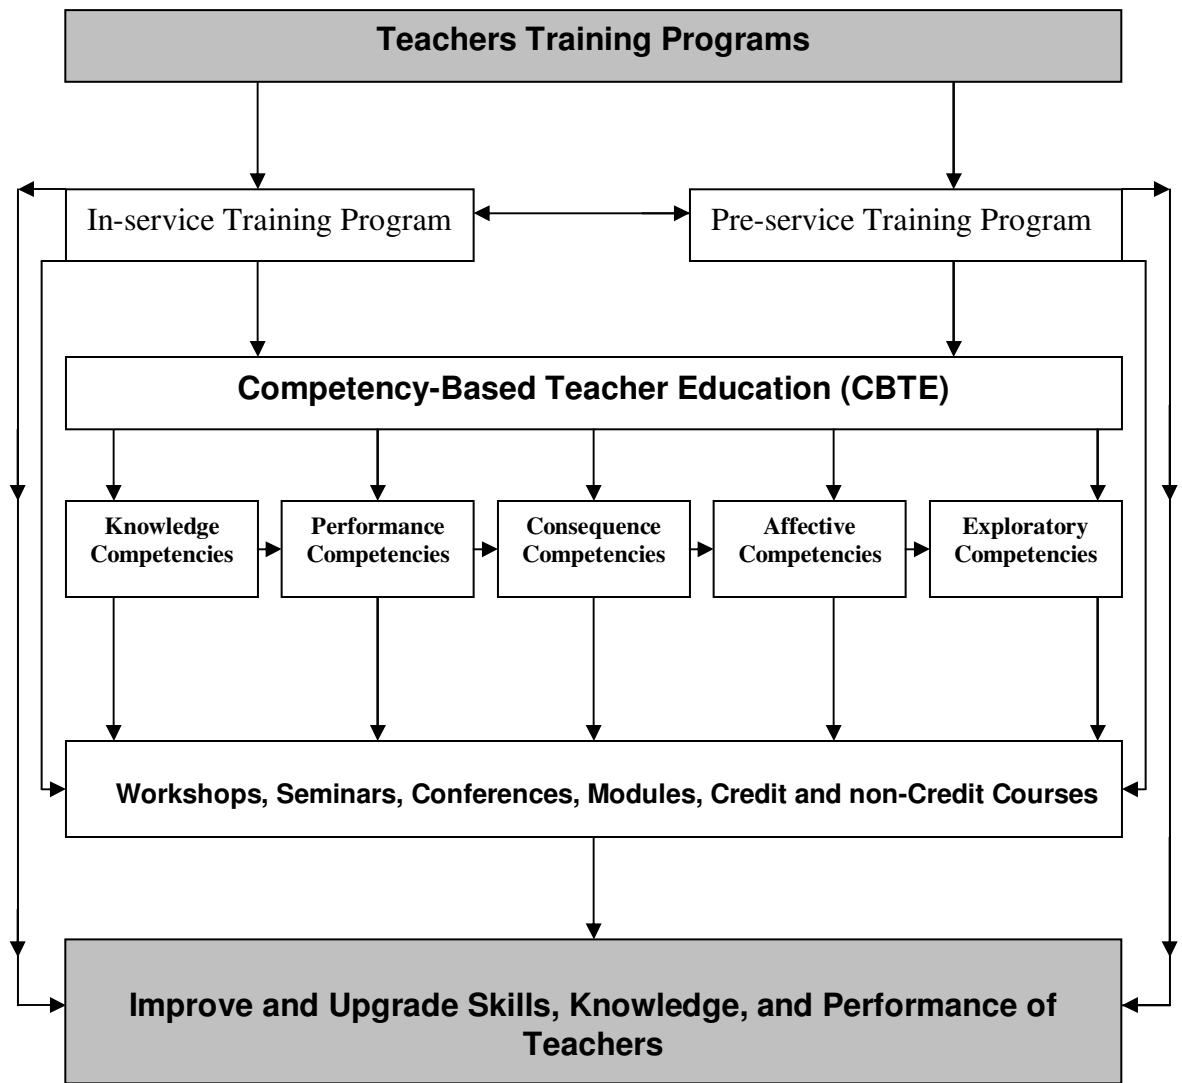 Teachers Training Programs
In-service Training Program
Pre-service Training Program
Competency-Based Teacher Education (CBTE)
Knowledge
Competencies
Performance
Competencies
Consequence
Competencies
Affective
Competencies
Exploratory
Competencies
Workshops, Seminars, Conferences, Modules, Credit and non-Credit Courses
Improve and Upgrade Skills, Knowledge, and Performance of
Teachers